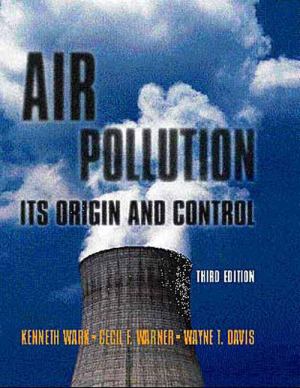 AIR
POLLUTION
ITS ORIGIN AND CONTROL
THIRD EDITION
KENNETH WARK • CECIL F. WARNER • WAYNE T. DAVIS